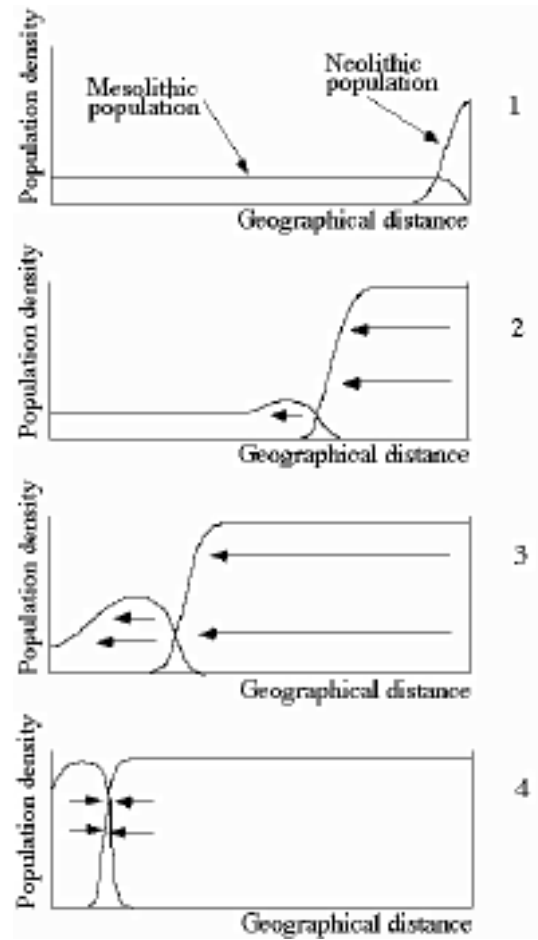 Population density
Mesolithic
population
Neolithic
population
1
Geographical distance
Population density
2
Geographical distance
Population density
3
Geographical distance
Population density
4
Geographical distance